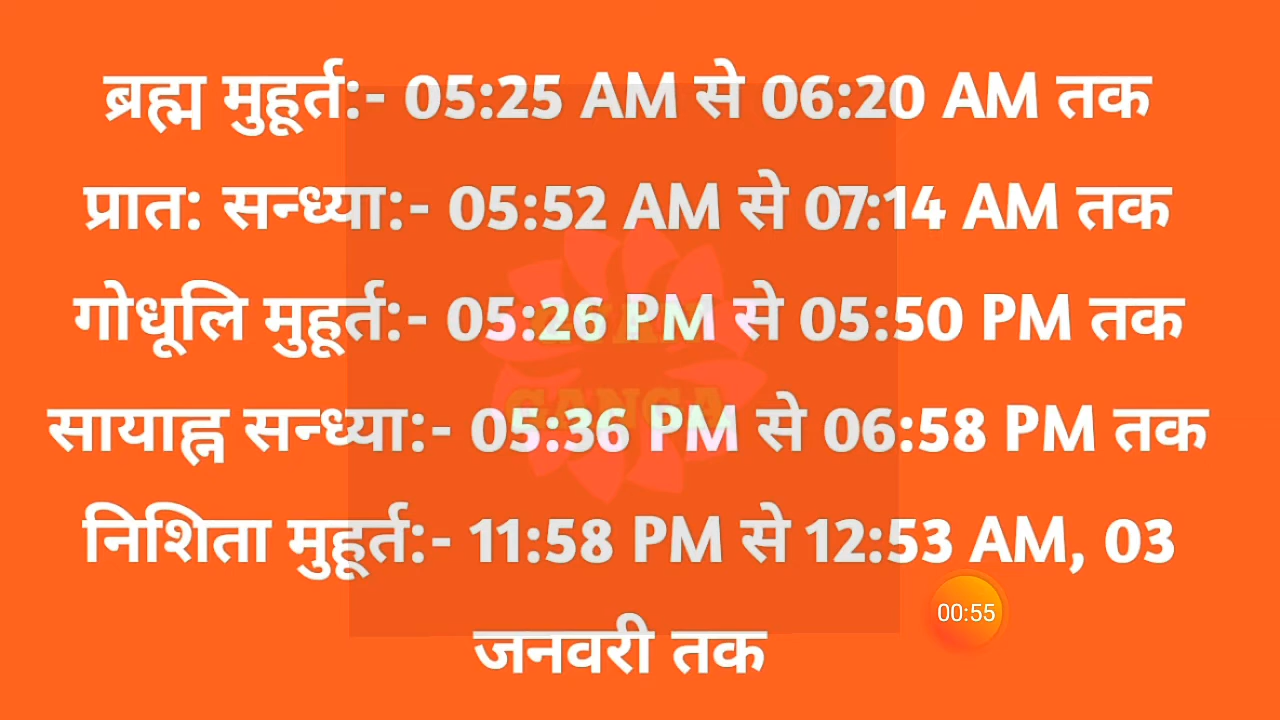 ब्रह्म मुहूर्त:- 05:25 AM से 06:20 AM तक
प्रात: सन्ध्या:- 05:52 AM से 07:14 AM तक
गोधूलि मुहूर्त:- 05:26 PM से 05:50 PM तक
GANGA
सायाह्न सन्ध्या:- 05:36 PM से 06:58 PM तक
निशिता मुहूर्त:- 11:58 PM से 12:53 AM, 03
00:55
जनवरी तक